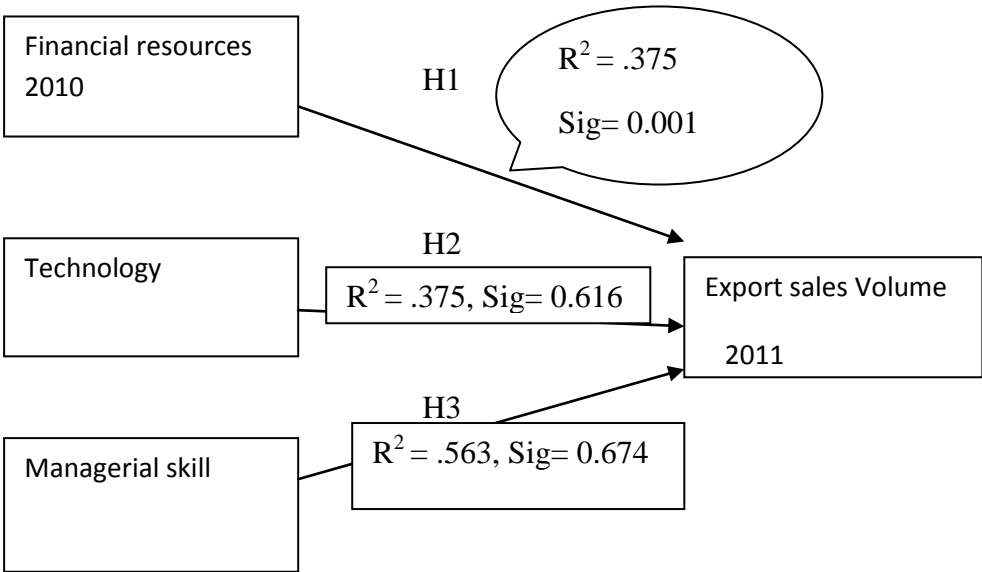 Financial resources
2010
H1
R² = .375
Sig= 0.001
Technology
H2
R² = .375, Sig= 0.616
Export sales Volume
2011
Managerial skill
H3
R² = .563, Sig= 0.674